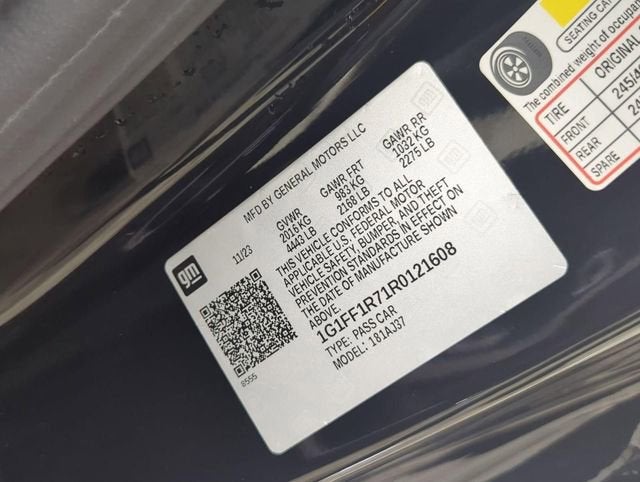 MFD BY GENERAL MOTORS LLC
11/23
GVWR
2016 KG
4443 LB
GAWR FRT
983 KG
2168 LB
GAWR RR
1032 KG
2275 LB
THIS VEHICLE CONFORMS TO ALL
APPLICABLE U.S. FEDERAL MOTOR
VEHICLE SAFETY, BUMPER, AND THEFT
PREVENTION STANDARDS IN EFFECT ON
THE DATE OF MANUFACTURE SHOWN
ABOVE.
1G1FF1R71R0121608
TYPE: PASS CAR
MODEL: 181AJ37
gm
8555
SEATING
The combined weight of
TIRE
ORIGINAL
FRONT
245/
REAR
SPARE